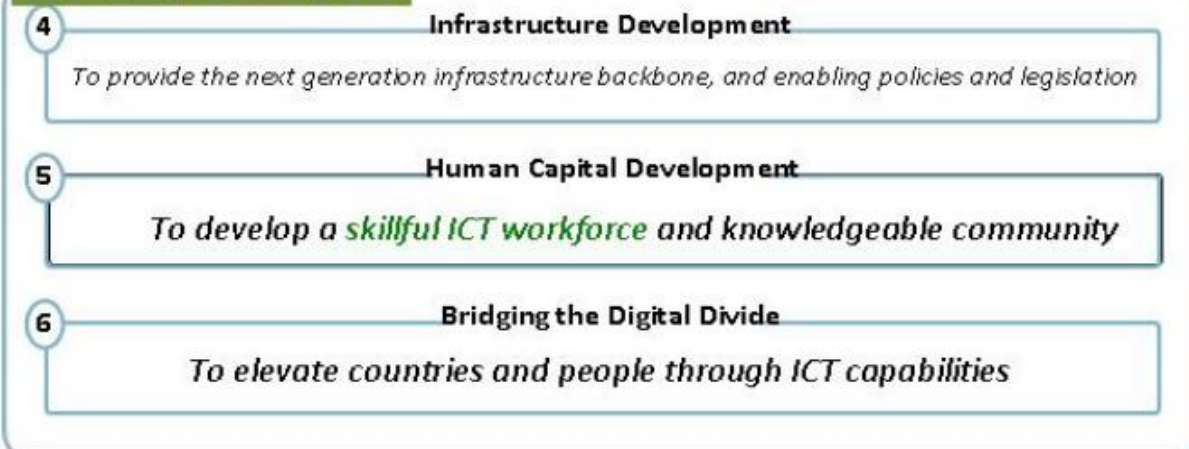 4
Infrastructure Development
To provide the next generation infrastructure backbone, and enabling policies and legislation
5
Human Capital Development
To develop a skillful ICT workforce and knowledgeable community
6
Bridging the Digital Divide
To elevate countries and people through ICT capabilities